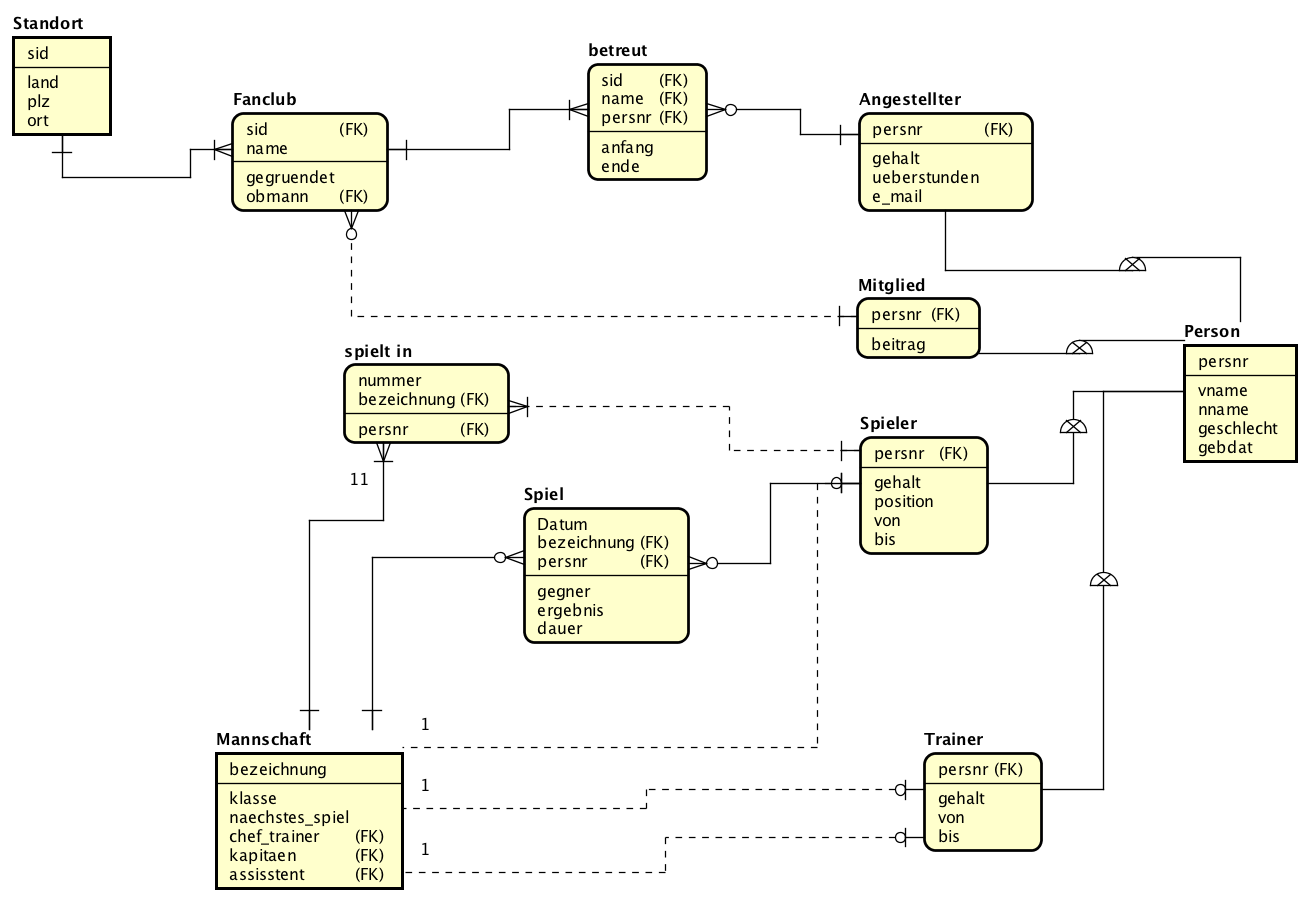 Standort
sid
land
plz
ort
Fanclub
sid (FK)
name
gegruendet
obmann (FK)
betreut
sid (FK)
name (FK)
persnr (FK)
anfang
ende
Angestellter
persnr (FK)
gehalt
ueberstunden
e_mail
Mitglied
persnr (FK)
beitrag
Person
persnr
vname
nname
geschlecht
gebdat
spielt in
nummer
bezeichnung (FK)
persnr (FK)
11
Spieler
persnr (FK)
gehalt
position
von
bis
Spiel
Datum
bezeichnung (FK)
persnr (FK)
gegner
ergebnis
dauer
Mannschaft
bezeichnung
klasse
naechstes_spiel
chef_trainer (FK)
kapitaen (FK)
assisstent (FK)
1
1
1
Trainer
persnr (FK)
gehalt
von
bis